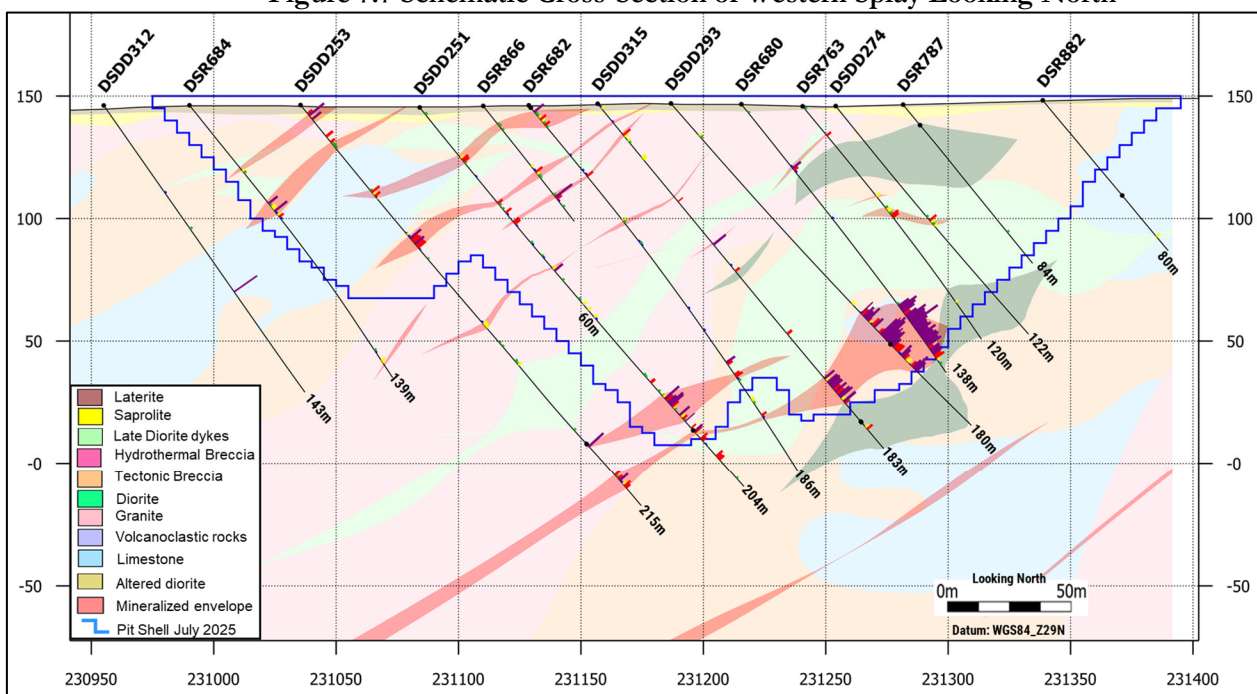 Figure 7.7 Schematic Cross-Section of Western Splay Looking North
DSDD312
DSR684
DSDD253
DSDD251
DSR866
DSR682
DSDD315
DSDD293
DSR680
DSR763
DSDD274
DSR787
DSR882
150
150
100
100
50
50
-0
-0
-50
-50
80m
84m
122m
120m
138m
180m
183m
186m
204m
215m
60m
139m
143m
Laterite
Saprolite
Late Diorite dykes
Hydrothermal Breccia
Tectonic Breccia
Diorite
Granite
Volcanoclastic rocks
Limestone
Altered diorite
Mineralized envelope
Pit Shell July 2025
Looking North
0m 50m
Datum: WGS84_Z29N
230950 231000 231050 231100 231150 231200 231250 231300 231350 231400